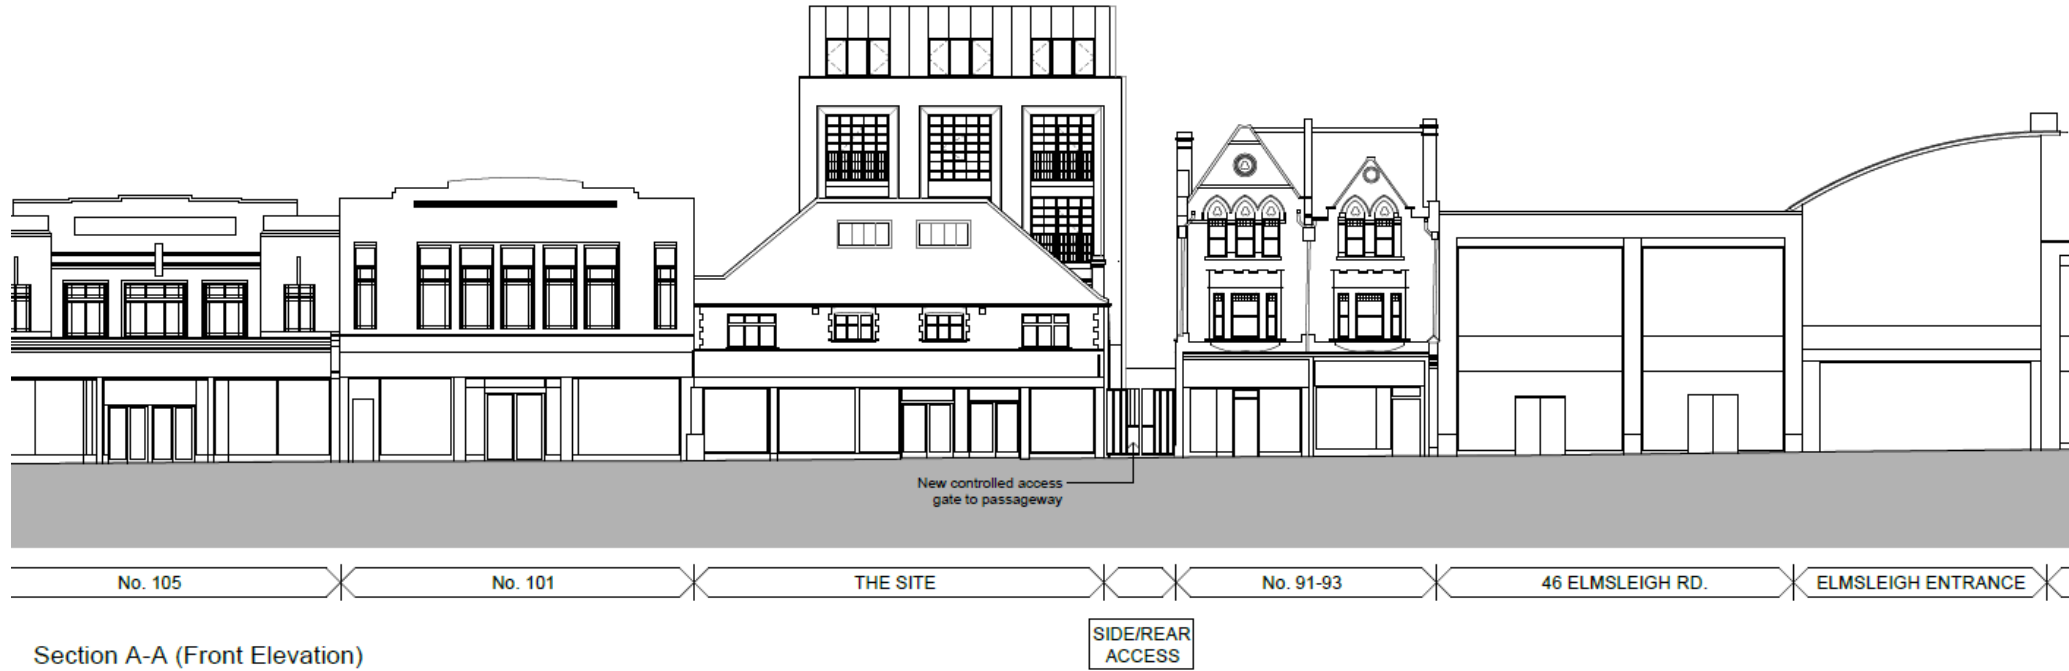 New controlled access
gate to passageway
No. 105
No. 101
THE SITE
No. 91-93
46 ELMSLEIGH RD.
ELMSLEIGH ENTRANCE
SIDE/REAR
ACCESS
Section A-A (Front Elevation)